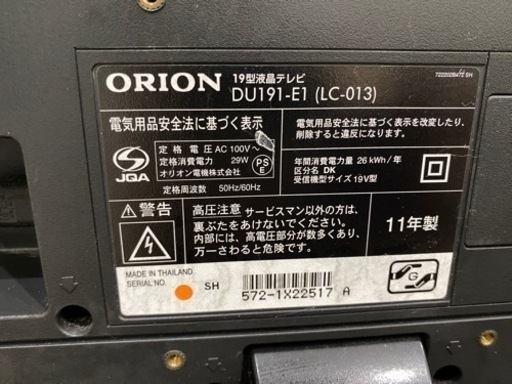 ORION
19型液晶テレビ
DU191-E1 (LC-013)
電気用品安全法に基づく表示
電気用品安全法に基づく表示を改変したり、
削除すると違反になります。
JQA
定格電圧 AC 100V～
定格消費電力 29W
オリオン電機株式会社
定格周波数 50Hz/60Hz
PSE
年間消費電力量 26 kWh/年
区分名 DK
受信機型サイズ 19V型
警告
高圧注意 サービスマン以外の方は、
裏ぶたをあけないでください。
内部には、高電圧部分が数多くあり、
万一さわると危険です。
11年製
MADE IN THAILAND
SERIAL NO.
SH
572-1X22517 A
G